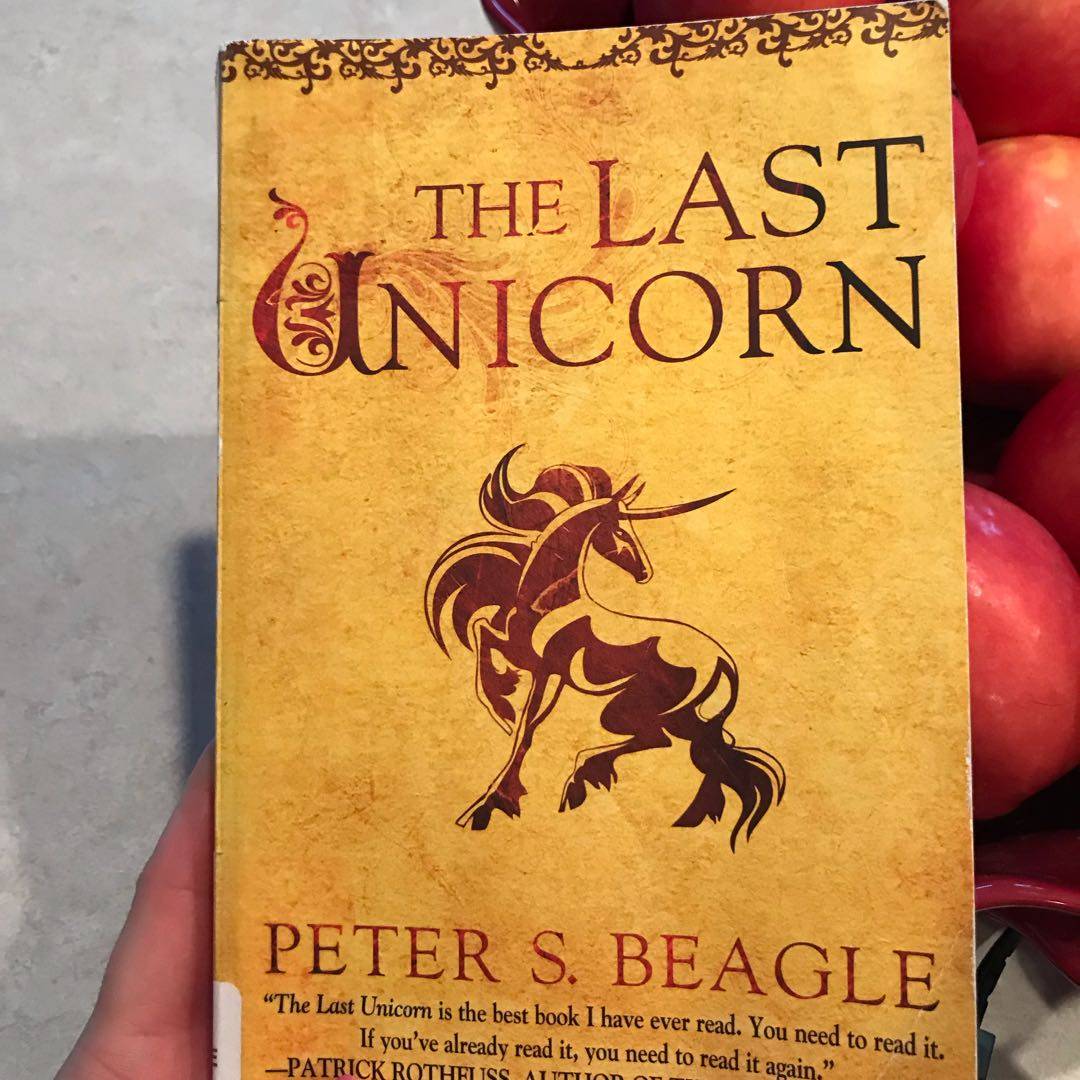 THE LAST
UNICORN
PETER S. BEAGLE
“The Last Unicorn is the best book I have ever read. You need to read it.
If you’ve already read it, you need to read it again.”
—PATRICK ROTHFUSS, AUTHOR OF
E